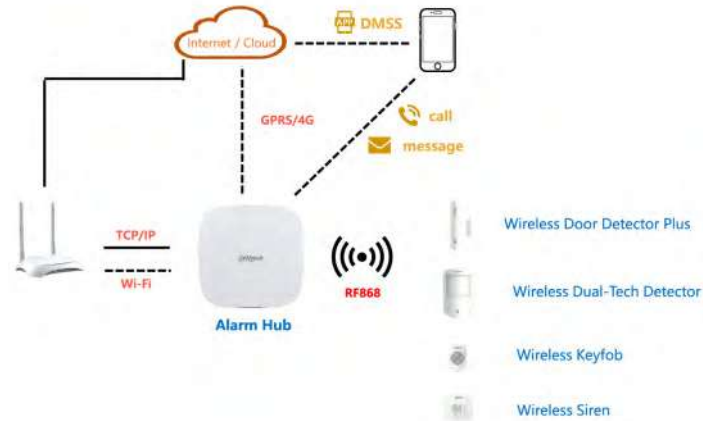 APP DMSS
Internet / Cloud
GPRS/4G
call
message
TCP/IP
Wi-Fi
RF868
Alarm Hub
Wireless Door Detector Plus
Wireless Dual-Tech Detector
Wireless Keyfob
Wireless Siren